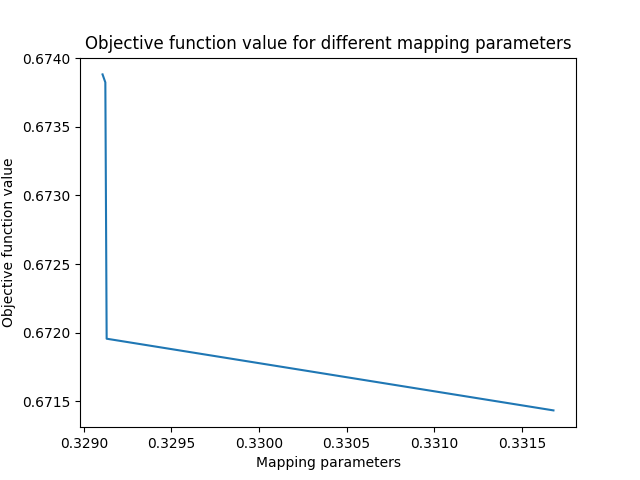 Objective function value for different mapping parameters
0.6740
0.6735
0.6730
0.6725
0.6720
0.6715
Objective function value
0.3290 0.3295 0.3300 0.3305 0.3310 0.3315
Mapping parameters